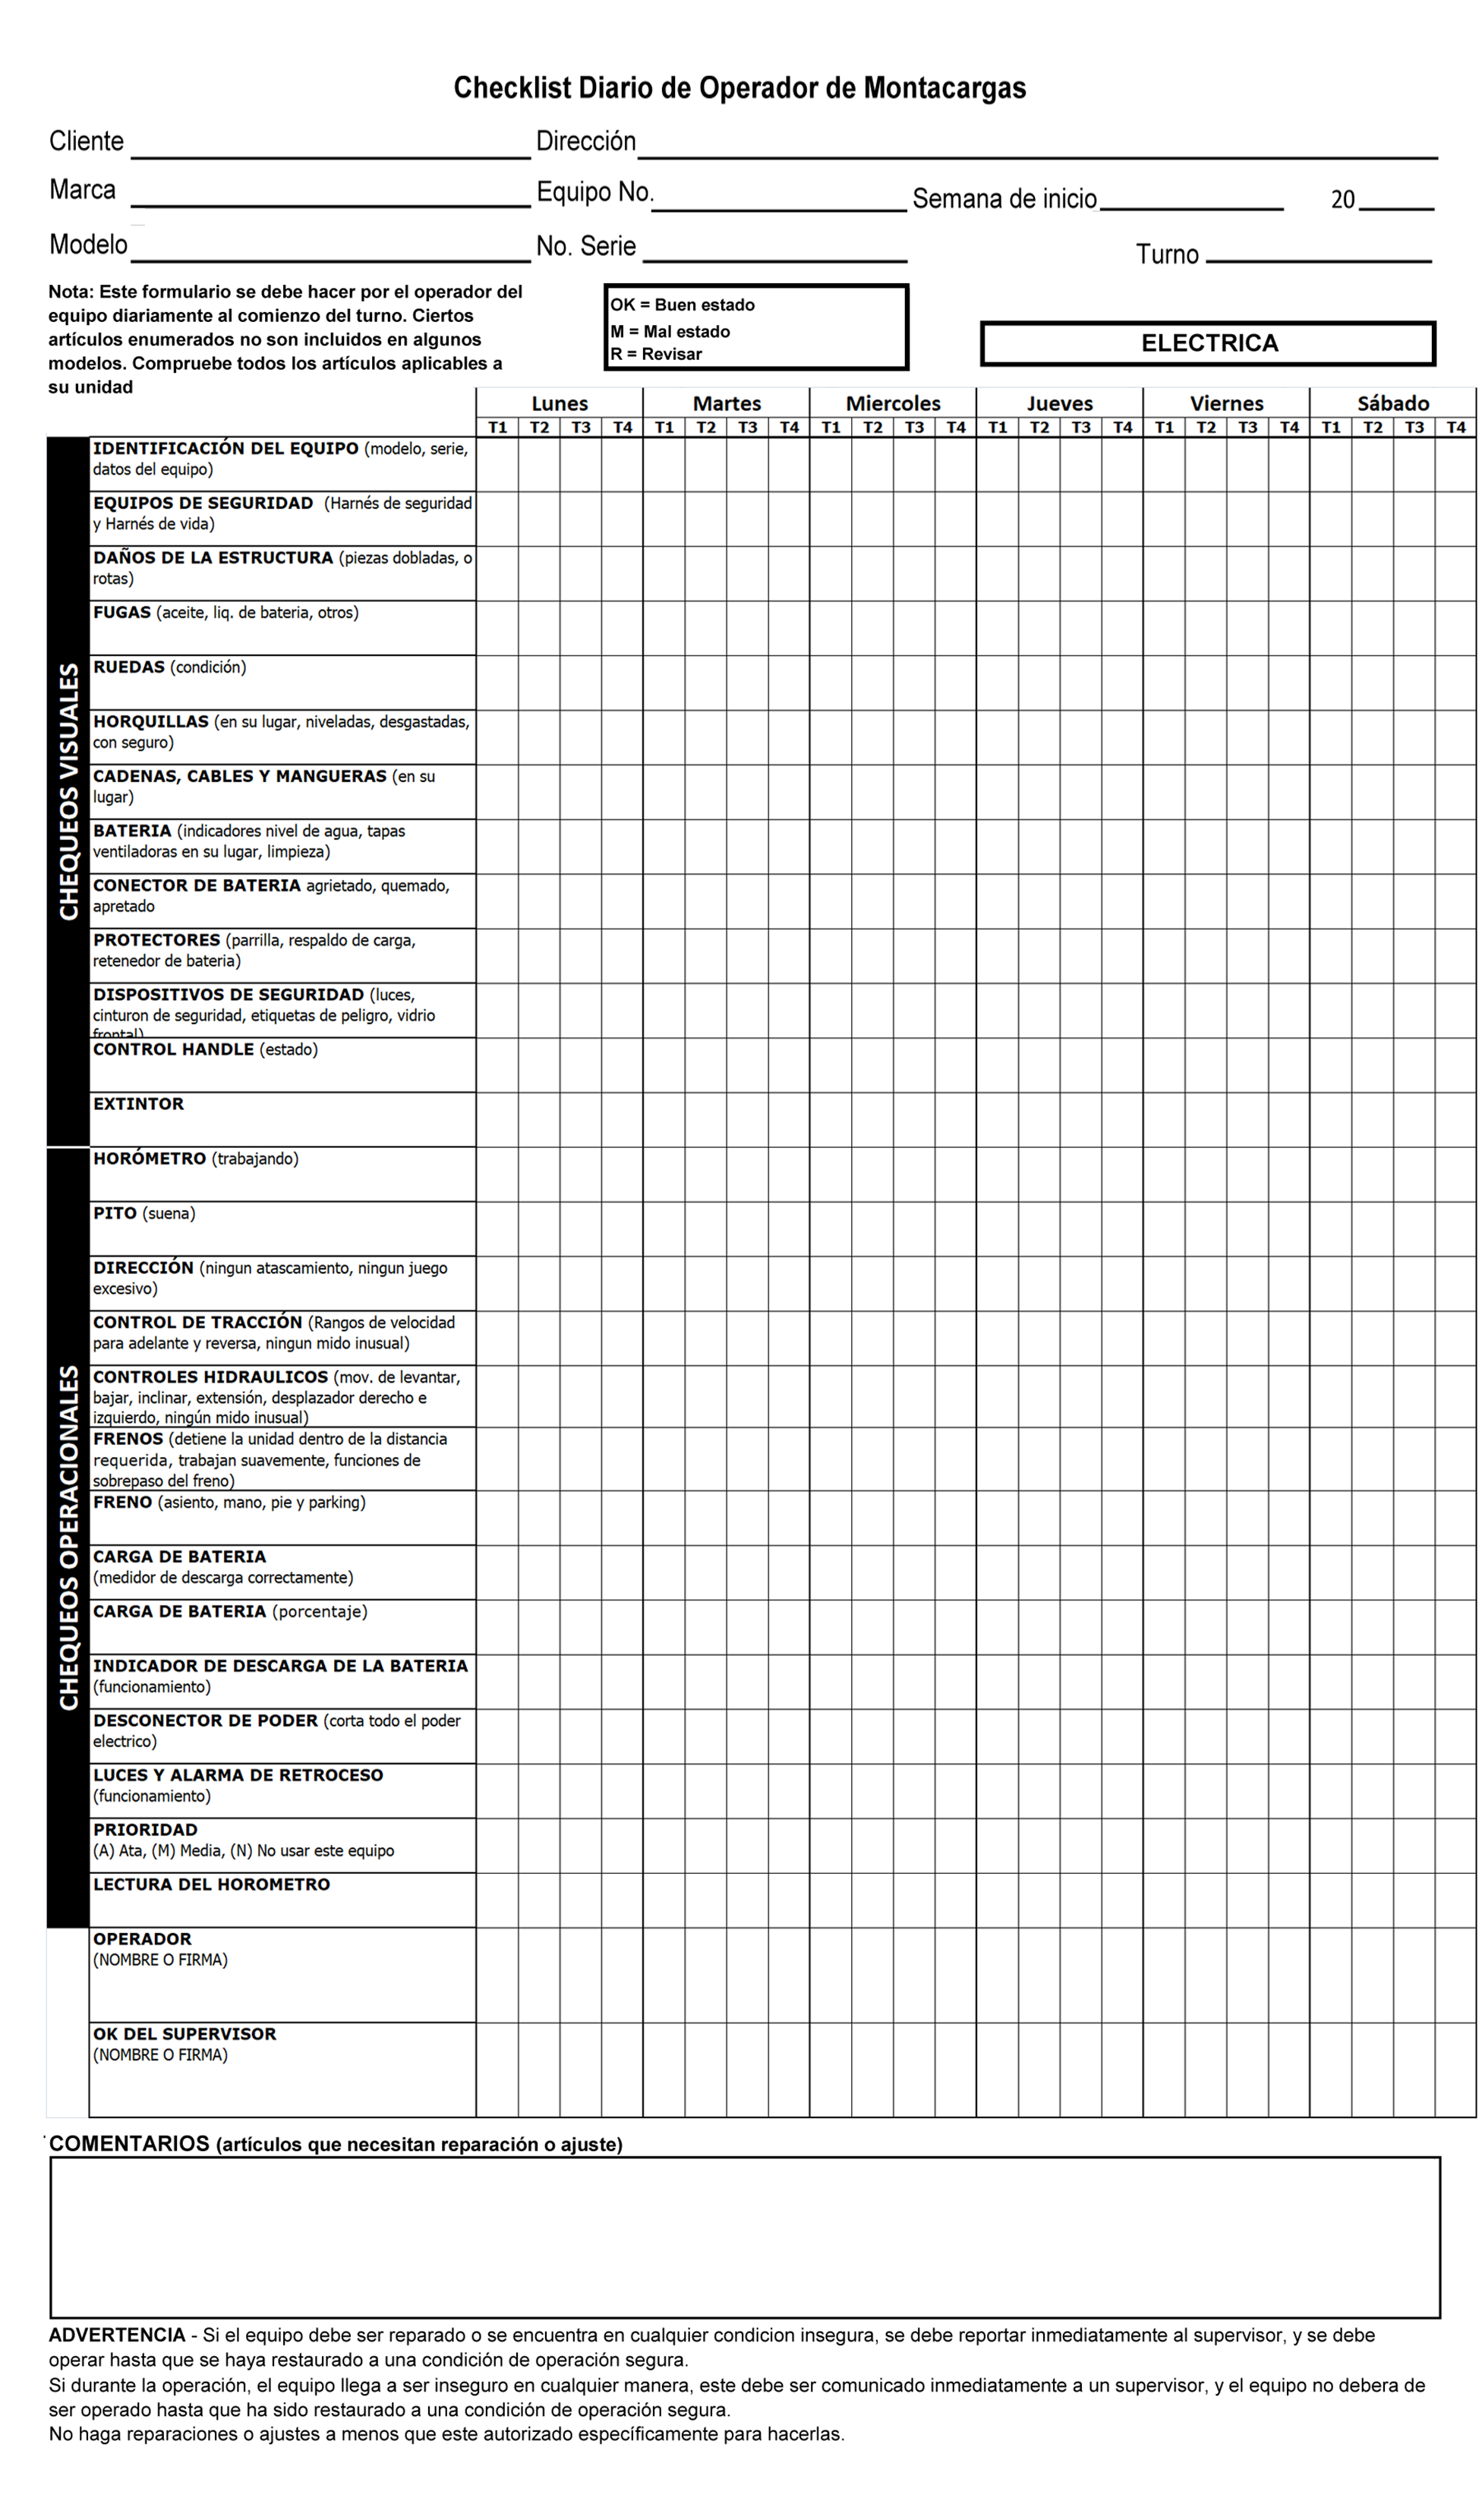 Checklist Diario de Operador de Montacargas
Cliente Dirección
Marca Equipo No. Semana de inicio 20
Modelo No. Serie Turno
Nota: Este formulario se debe hacer por el operador del
equipo diariamente al comienzo del turno. Ciertos
artículos enumerados no son incluidos en algunos
modelos. Compruebe todos los artículos aplicables a
su unidad
OK = Buen estado
M = Mal estado
R = Revisar
ELECTRICA
Lunes Martes Miercoles Jueves Viernes Sábado
T1 T2 T3 T4 T1 T2 T3 T4 T1 T2 T3 T4 T1 T2 T3 T4 T1 T2 T3 T4 T1 T2 T3 T4
CHEQUEOS VISUALES
IDENTIFICACIÓN DEL EQUIPO (modelo, serie,
datos del equipo)
EQUIPOS DE SEGURIDAD (Harnés de seguridad
y Harnés de vida)
DAÑOS DE LA ESTRUCTURA (piezas dobladas, o
rotas)
FUGAS (aceite, liq. de bateria, otros)
RUEDAS (condición)
HORQUILLAS (en su lugar, niveladas, desgastadas,
con seguro)
CADENAS, CABLES Y MANGUERAS (en su
lugar)
BATERIA (indicadores nivel de agua, tapas
ventiladoras en su lugar, limpieza)
CONECTOR DE BATERIA agrietado, quemado,
apretado
PROTECTORES (parrilla, respaldo de carga,
retenedor de bateria)
DISPOSITIVOS DE SEGURIDAD (luces,
cinturon de seguridad, etiquetas de peligro, vidrio
frontal)
CONTROL HANDLE (estado)
EXTINTOR
CHEQUEOS OPERACIONALES
HORÓMETRO (trabajando)
PITO (suena)
DIRECCIÓN (ningun atascamiento, ningun juego
excesivo)
CONTROL DE TRACCIÓN (Rangos de velocidad
para adelante y reversa, ningun mido inusual)
CONTROLES HIDRAULICOS (mov. de levantar,
bajar, inclinar, extensión, desplazador derecho e
izquierdo, ningún mido inusual)
FRENOS (detiene la unidad dentro de la distancia
requerida, trabajan suavemente, funciones de
sobrepaso del freno)
FRENO (asiento, mano, pie y parking)
CARGA DE BATERIA
(medidor de descarga correctamente)
CARGA DE BATERIA (porcentaje)
INDICADOR DE DESCARGA DE LA BATERIA
(funcionamiento)
DESCONECTOR DE PODER (corta todo el poder
electrico)
LUCES Y ALARMA DE RETROCESO
(funcionamiento)
PRIORIDAD
(A) Ata, (M) Media, (N) No usar este equipo
LECTURA DEL HOROMETRO
OPERADOR
(NOMBRE O FIRMA)
OK DEL SUPERVISOR
(NOMBRE O FIRMA)
COMENTARIOS (artículos que necesitan reparación o ajuste)
ADVERTENCIA - Si el equipo debe ser reparado o se encuentra en cualquier condicion insegura, se debe reportar inmediatamente al supervisor, y se debe
operar hasta que se haya restaurado a una condición de operación segura.
Si durante la operación, el equipo llega a ser inseguro en cualquier manera, este debe ser comunicado inmediatamente a un supervisor, y el equipo no debera de
ser operado hasta que ha sido restaurado a una condición de operación segura.
No haga reparaciones o ajustes a menos que este autorizado específicamente para hacerlas.